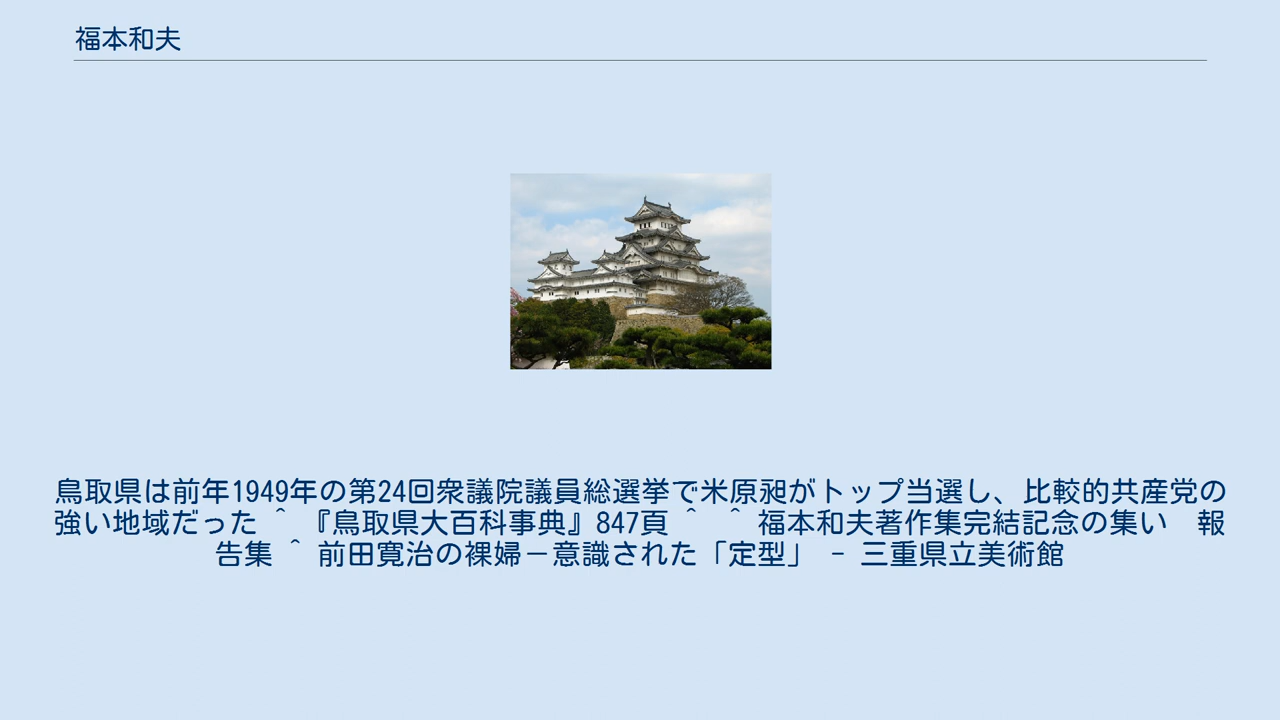 福本和夫
鳥取県は前年1949年の第24回衆議院議員総選挙で米原昶がトップ当選し、比較的共産党の
強い地域だった ^ 『鳥取県大百科事典』847頁 ^ ^ 福本和夫著作集完結記念の集い　報
告集 ^ 前田寛治の裸婦－意識された「定型」 - 三重県立美術館